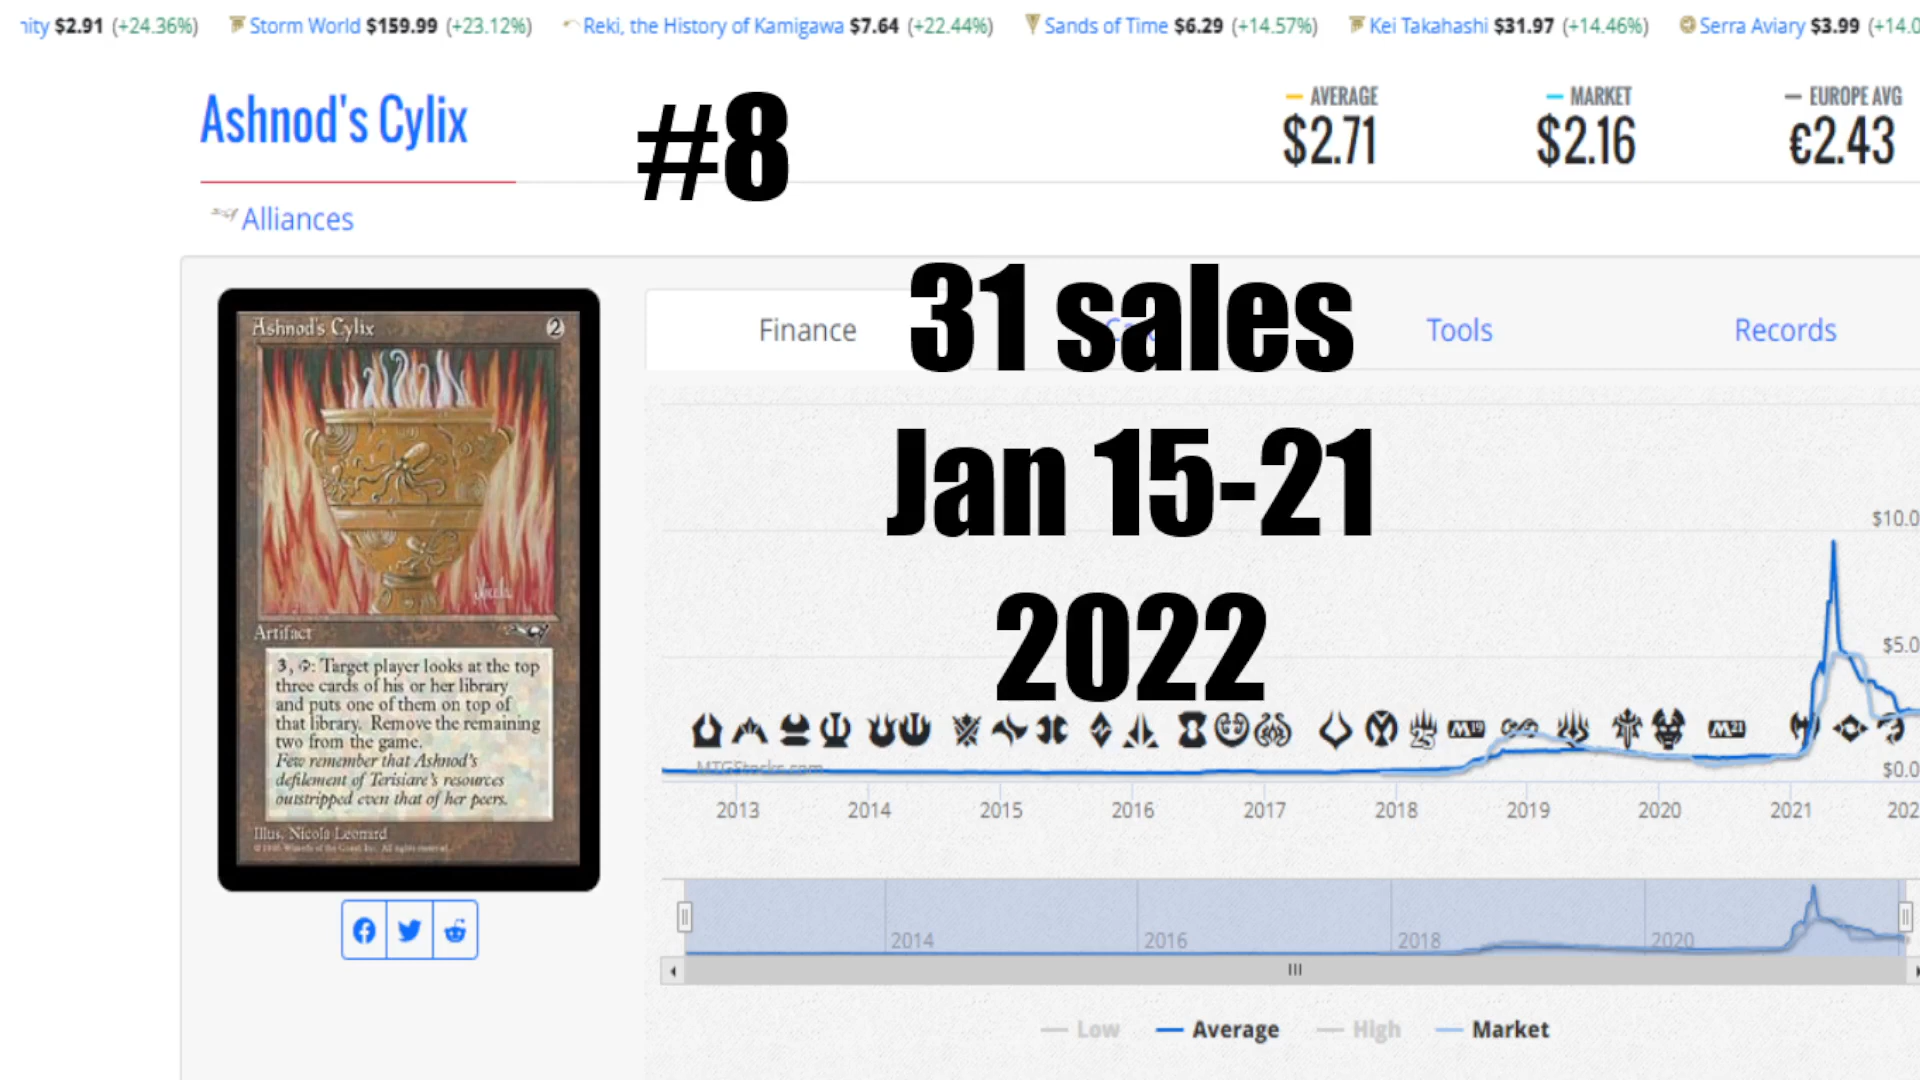 nity $2.91 (+24.36%) Storm World $159.99 (+23.12%) Reki, the History of Kamigawa $7.64 (+22.44%) Sands of Time $6.29 (+14.57%) Kei Takahashi $31.97 (+14.46%) Serra Aviary $3.99 (+14.0
Ashnod's Cylix
#8
AVERAGE
$2.71
MARKET
$2.16
EUROPE AVG
€2.43
Alliances
Finance
Tools
Records
31 sales
Jan 15-21
2022
Ashnod's Cylix 2
Artifact
3, : Target player looks at the top
three cards of his or her library
and puts one of them on top of
that library. Remove the remaining
two from the game.
Few remember that Ashnod's
defilement of Terisiare's resources
outstripped even that of her peers.
Illus. Nicola Leonard
$10.0
$5.0
$0.0
M19
M21
25
MTGStocks.com
2013 2014 2015 2016 2017 2018 2019 2020 2021 202
2014 2016 2018 2020
Low Average High Market